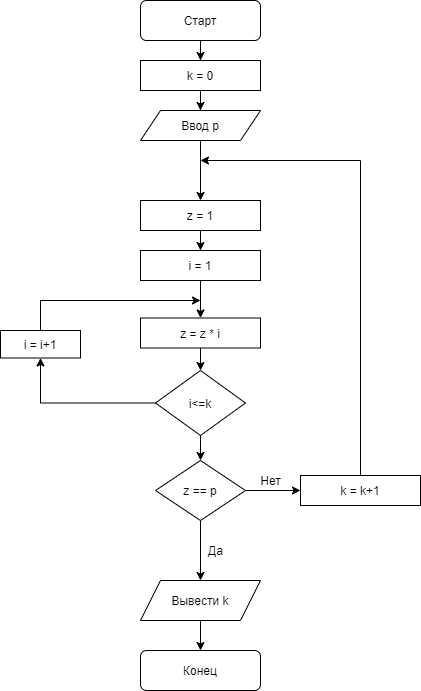 Старт
k = 0
Ввод p
z = 1
i = 1
i = i+1
z = z * i
i<=k
z == p
Нет
k = k+1
Да
Вывести k
Конец